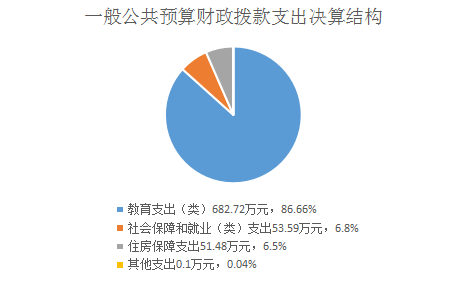 一般公共预算财政拨款支出决算结构
教育支出（类）682.72万元，86.66%
社会保障和就业（类）支出53.59万元，6.8%
住房保障支出51.48万元，6.5%
其他支出0.1万元，0.04%